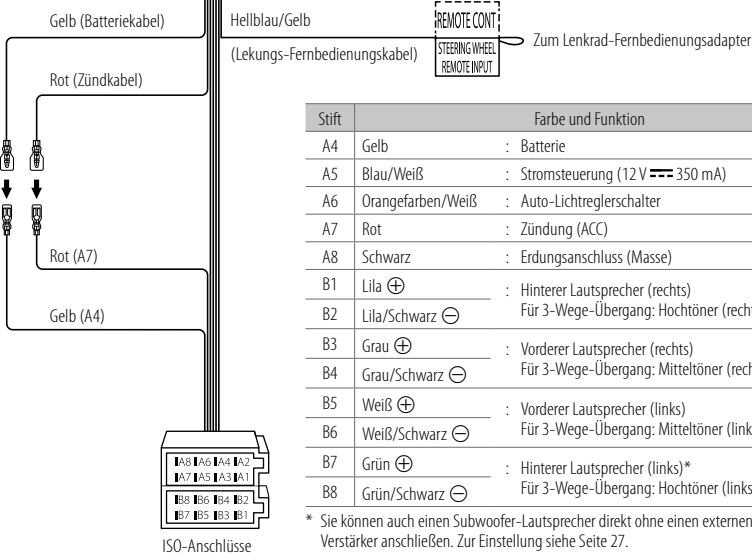 Gelb (Batteriekabel)
Hellblau/Gelb
(Lekungs-Fernbedienungskabel)
REMOTE CONT
STEERING WHEEL
REMOTE INPUT
Zum Lenkrad-Fernbedienungsadapter
Rot (Zündkabel)
Rot (A7)
Gelb (A4)
Stift Farbe und Funktion
A4 Gelb : Batterie
A5 Blau/Weiß : Stromsteuerung (12 V ⎓ 350 mA)
A6 Orangefarben/Weiß : Auto-Lichtreglerschalter
A7 Rot : Zündung (ACC)
A8 Schwarz : Erdungsanschluss (Masse)
B1 Lila ⊕ : Hinterer Lautsprecher (rechts)
B2 Lila/Schwarz ⊖ Für 3-Wege-Übergang: Hochtöner
B3 Grau ⊕ : Vorderer Lautsprecher (rechts)
B4 Grau/Schwarz ⊖ Für 3-Wege-Übergang: Mitteltöner
B5 Weiß ⊕ : Vorderer Lautsprecher (links)
B6 Weiß/Schwarz ⊖ Für 3-Wege-Übergang: Mitteltöner
B7 Grün ⊕ : Hinterer Lautsprecher (links)*
B8 Grün/Schwarz ⊖ Für 3-Wege-Übergang: Hochtöner (links
* Sie können auch einen Subwoofer-Lautsprecher direkt ohne einen externen
Verstärker anschließen. Zur Einstellung siehe Seite 27.
A8 A6 A4 A2
A7 A5 A3 A1
B8 B6 B4 B2
B7 B5 B3 B1
ISO-Anschlüsse